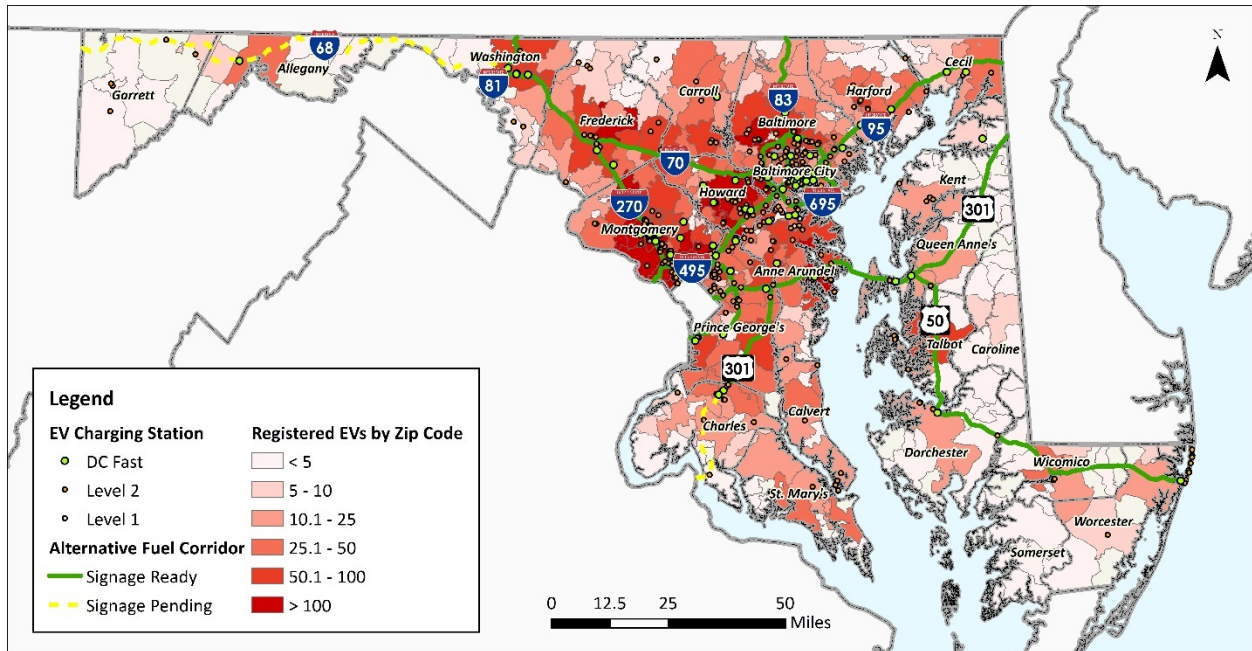 N
68
Allegany
Garrett
Washington
81
Frederick
Carroll
83
Baltimore
Harford
Cecil
95
70
Baltimore City
Howard
695
Kent
301
Queen Anne's
270
Montgomery
495
Anne Arundel
50
Talbot
Caroline
Prince George's
301
Charles
Calvert
St. Mary's
Dorchester
Wicomico
Worcester
Somerset
Legend
EV Charging Station
DC Fast
Level 2
Level 1
Alternative Fuel Corridor
Signage Ready
Signage Pending
Registered EVs by Zip Code
< 5
5 - 10
10.1 - 25
25.1 - 50
50.1 - 100
> 100
0 12.5 25 50
Miles